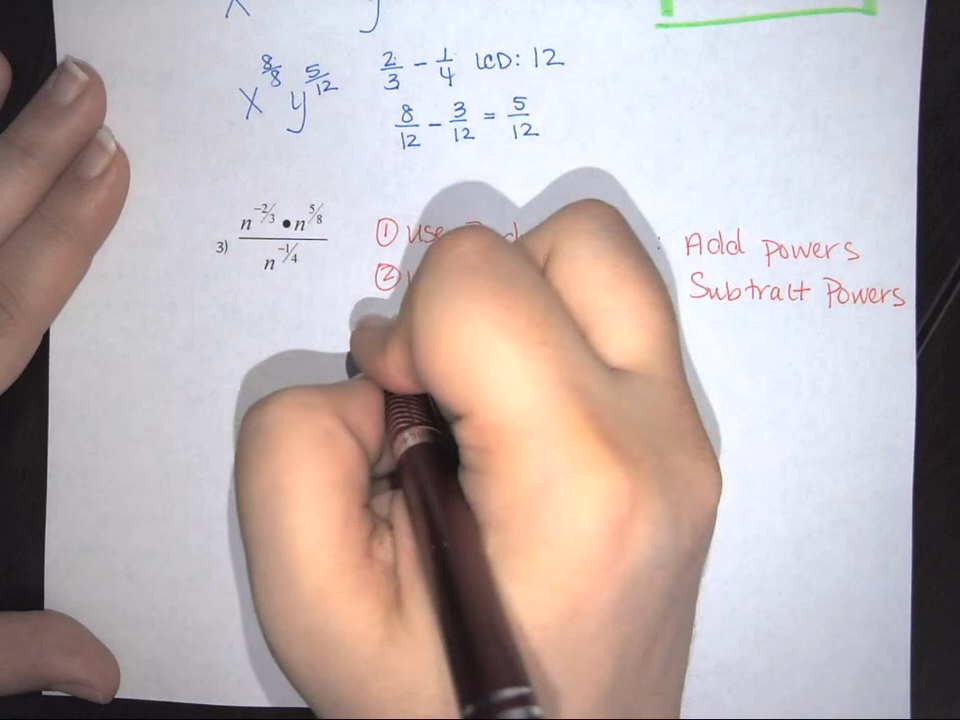 x^{8/8} y^{5/12} 2/3 - 1/4 LCD: 12
8/12 - 3/12 = 5/12
3) \frac{n^{-2/3} • n^{5/8}}{n^{-1/4}}
① use : Add powers
② Subtract Powers